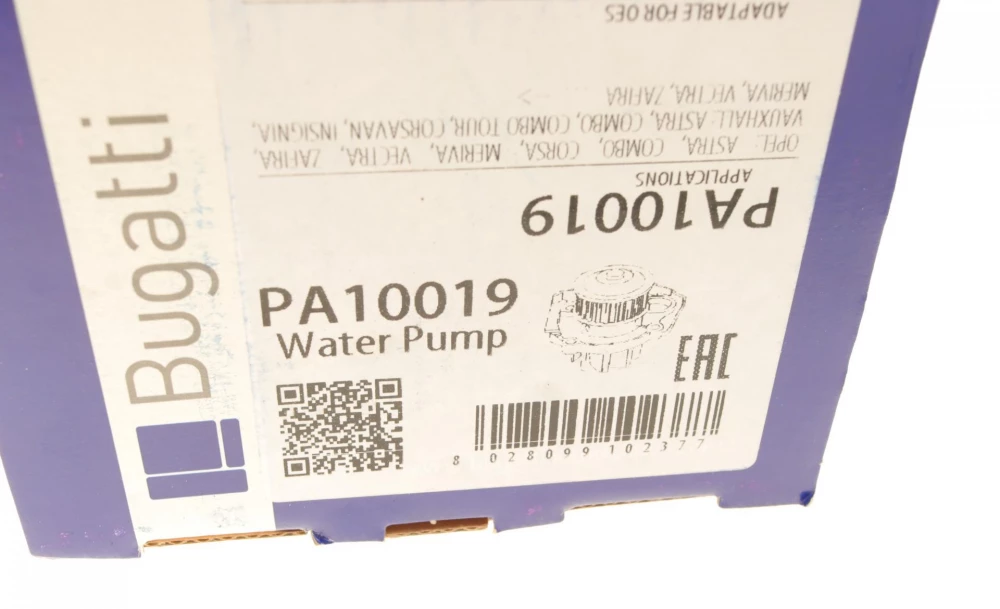 ADAPTABLE FOR OES
MERIVA, VECTRA, ZAFIRA
VAUXHALL: ASTRA, COMBO, COMBO TOUR, CORSAVAN, INSIGNIA,
OPEL: ASTRA, COMBO, CORSA, MERIVA, VECTRA, ZAFIRA,
APPLICATIONS
PA10019
Bugatti
PA10019
Water Pump
EAC
8 028099 102377